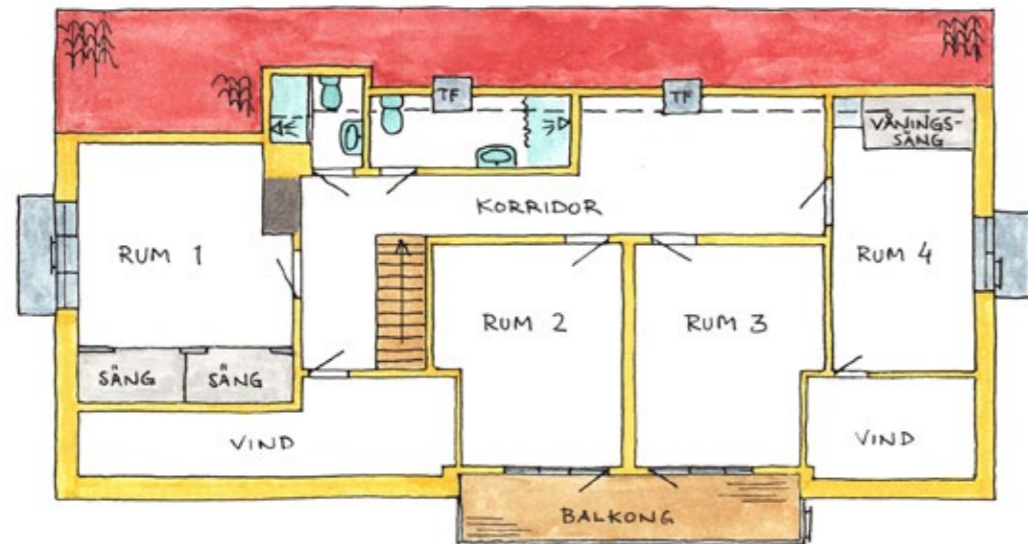 TF
TF
VÅNINGS-
SÄNG
KORRIDOR
RUM 1
RUM 4
RUM 2
RUM 3
SÄNG
SÄNG
VIND
VIND
BALKONG